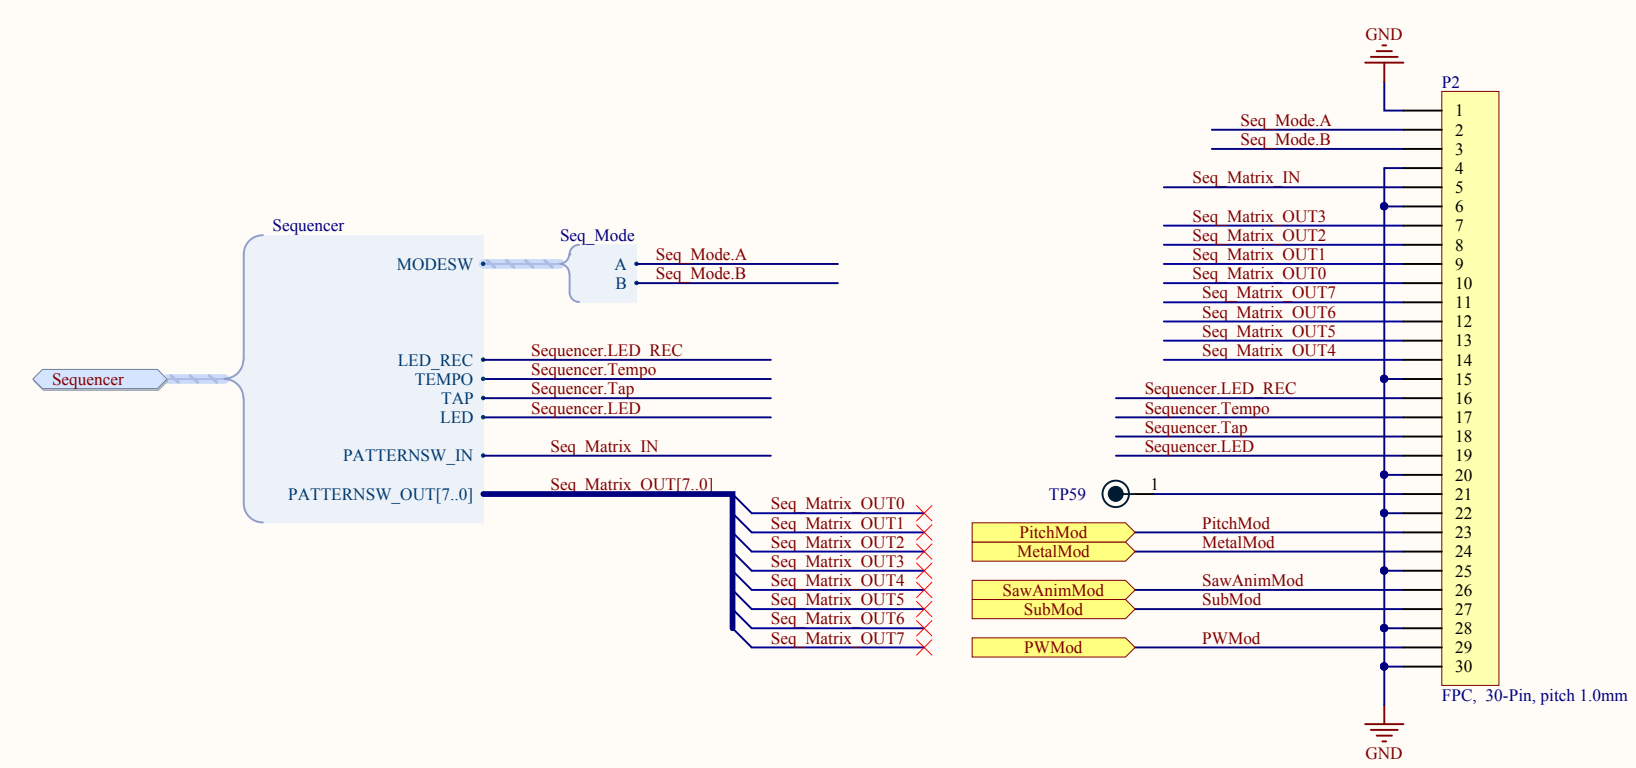 GND
P2
1
Seq_Mode.A
2
Seq_Mode.B
3
4
Seq_Matrix_IN
5
6
Seq_Matrix_OUT3
7
Seq_Matrix_OUT2
8
Seq_Matrix_OUT1
9
Seq_Matrix_OUT0
10
Seq_Matrix_OUT7
11
Seq_Matrix_OUT6
12
Seq_Matrix_OUT5
13
Seq_Matrix_OUT4
14
15
Sequencer.LED_REC
16
Sequencer.Tempo
17
Sequencer.Tap
18
Sequencer.LED
19
20
TP59
1
21
22
PitchMod
PitchMod
23
MetalMod
MetalMod
24
25
SawAnimMod
SawAnimMod
26
SubMod
SubMod
27
28
PWMod
PWMod
29
30
FPC,  30-Pin, pitch 1.0mm
GND
Sequencer
Sequencer
MODESW
Seq_Mode
A
Seq_Mode.A
B
Seq_Mode.B
LED_REC
Sequencer.LED_REC
TEMPO
Sequencer.Tempo
TAP
Sequencer.Tap
LED
Sequencer.LED
PATTERNSW_IN
Seq_Matrix_IN
PATTERNSW_OUT[7..0]
Seq_Matrix_OUT[7..0]
Seq_Matrix_OUT0
Seq_Matrix_OUT1
Seq_Matrix_OUT2
Seq_Matrix_OUT3
Seq_Matrix_OUT4
Seq_Matrix_OUT5
Seq_Matrix_OUT6
Seq_Matrix_OUT7